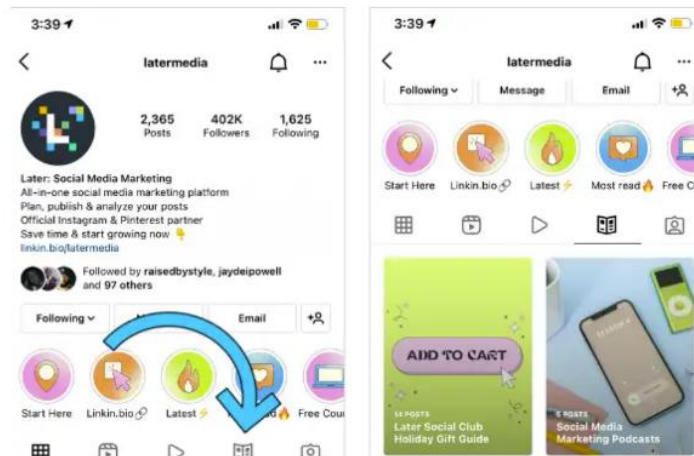 3:39
latermedia
2,365 402K 1,625
Posts Followers Following
Later: Social Media Marketing
All-in-one social media marketing platform
Plan, publish & analyze your posts
Official Instagram & Pinterest partner
Save time & start growing now 👇
linkin.bio/latermedia
Followed by raisedbystyle, jaydeipowell
and 97 others
Following Email
Start Here Linkin.bio🔗 Latest⚡ 🔥 Free Cour
3:39
latermedia
Following Message Email
Start Here Linkin.bio🔗 Latest⚡ Most read🔥 Free C
ADD TO CART
14 POSTS
Later Social Club
Holiday Gift Guide
5 POSTS
Social Media
Marketing Podcasts